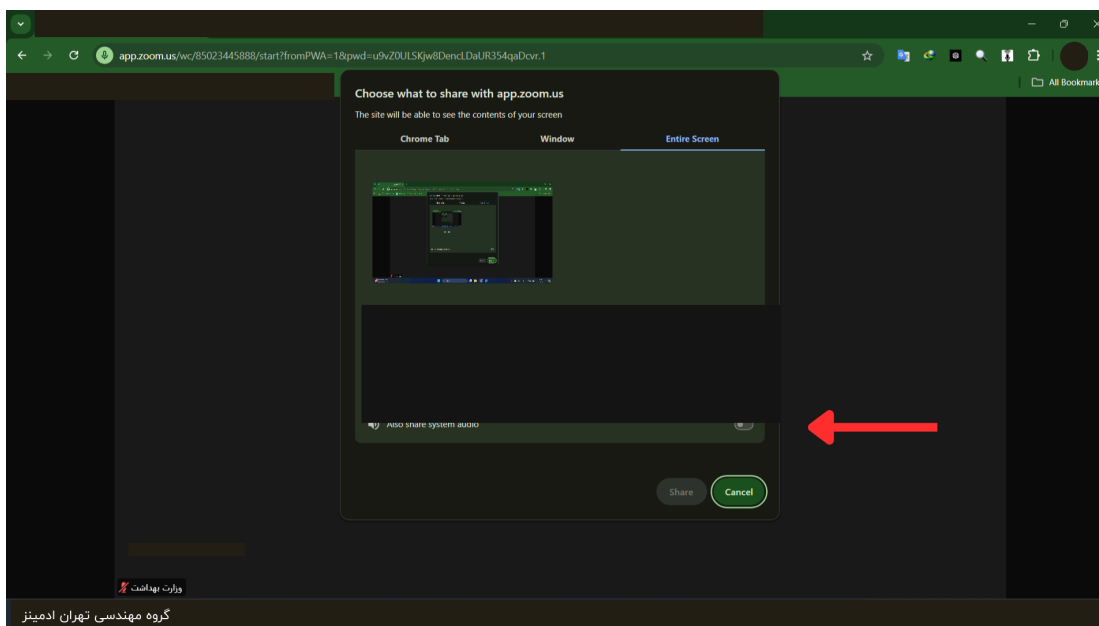 app.zoom.us/wc/85023445888/start?fromPWA=1&pwd=u9vZ0ULSKjw8DencLDaUR354qaDcvr.1
All Bookmark
Choose what to share with app.zoom.us
The site will be able to see the contents of your screen
Chrome Tab Window Entire Screen
Also share system audio
Share Cancel
وزارت بهداشت
گروه مهندسی تهران ادمینز